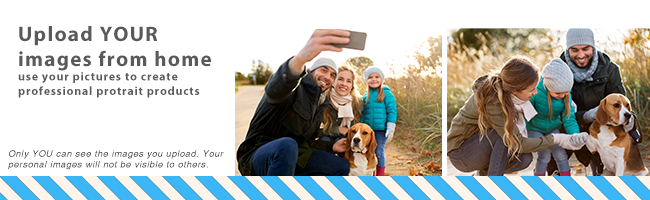 Upload YOUR
images from home
use your pictures to create
professional protrait products
Only YOU can see the images you upload. Your
personal images will not be visible to others.